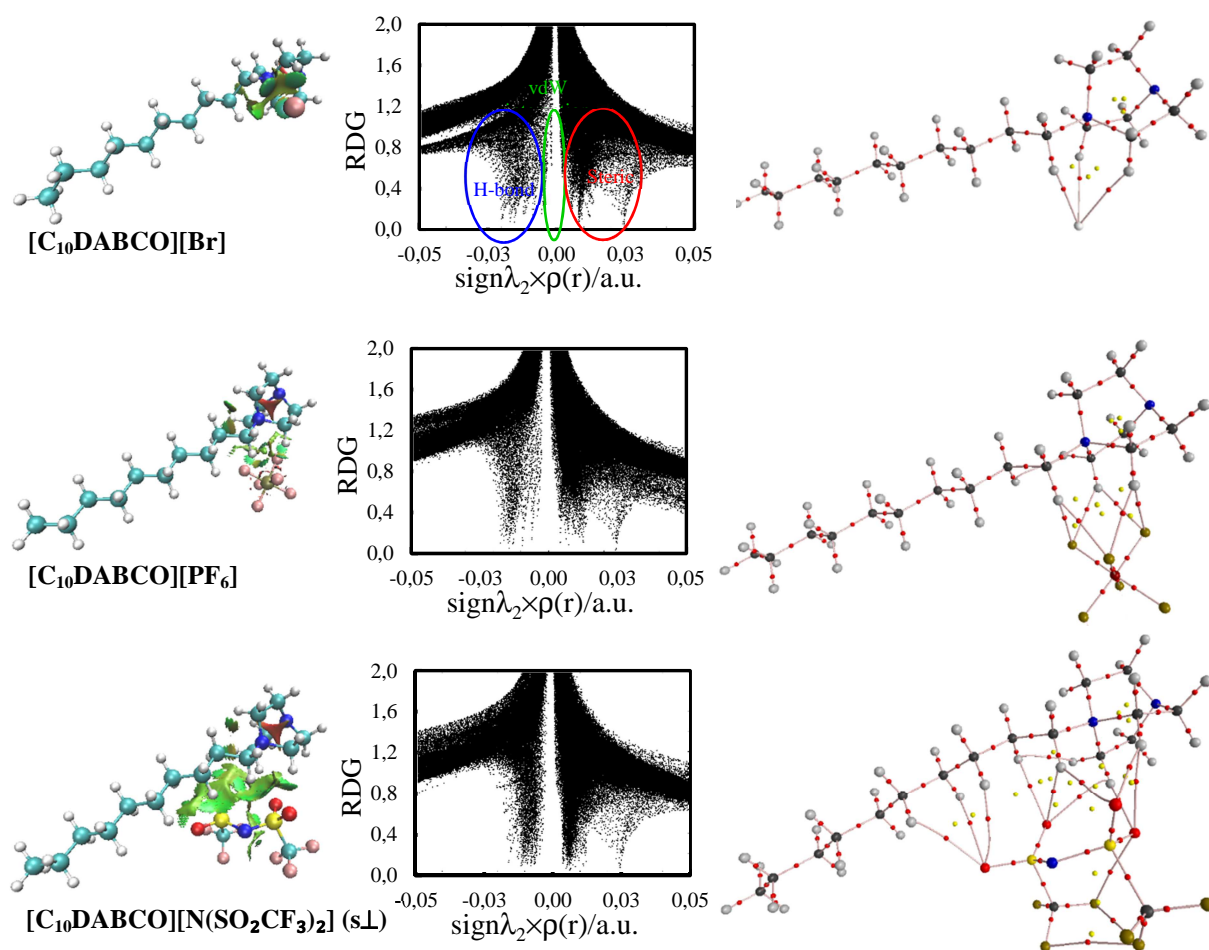 2,0
1,6
1,2
0,8
0,4
0,0
RDG
vdW
H-bond
Steric
-0,05 -0,03 0,00 0,03 0,05
signλ₂×ρ(r)/a.u.
[C₁₀DABCO][Br]
2,0
1,6
1,2
0,8
0,4
0,0
RDG
-0,05 -0,03 0,00 0,03 0,05
signλ₂×ρ(r)/a.u.
[C₁₀DABCO][PF₆]
2,0
1,6
1,2
0,8
0,4
0,0
RDG
-0,05 -0,03 0,00 0,03 0,05
signλ₂×ρ(r)/a.u.
[C₁₀DABCO][N(SO₂CF₃)₂] (s⊥)